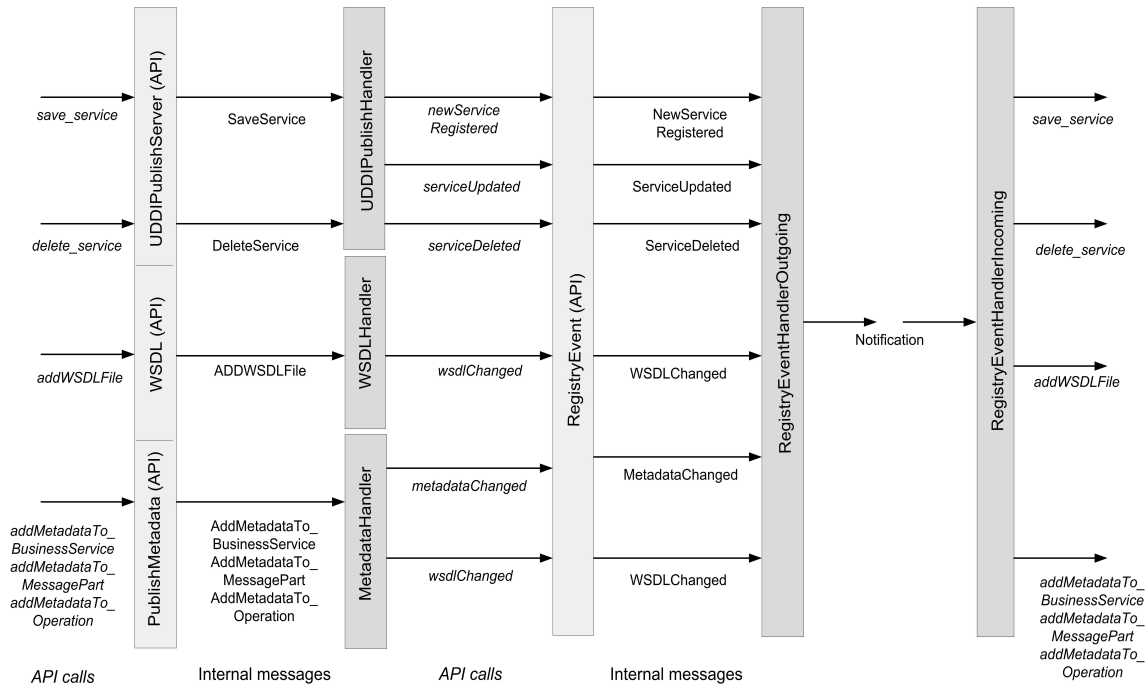 UDDIPublishServer (API)
WSDL (API)
PublishMetadata (API)
UDDIPublishHandler
WSDLHandler
MetadataHandler
RegistryEvent (API)
RegistryEventHandlerOutgoing
RegistryEventHandlerIncoming
save_service
SaveService
newService
Registered
NewService
Registered
save_service
serviceUpdated
ServiceUpdated
delete_service
DeleteService
serviceDeleted
ServiceDeleted
delete_service
Notification
addWSDLFile
ADDWSDLFile
wsdlChanged
WSDLChanged
addWSDLFile
metadataChanged
MetadataChanged
addMetadataTo_
BusinessService
addMetadataTo_
MessagePart
addMetadataTo_
Operation
AddMetadataTo_
BusinessService
AddMetadataTo_
MessagePart
AddMetadataTo_
Operation
wsdlChanged
WSDLChanged
addMetadataTo_
BusinessService
addMetadataTo_
MessagePart
addMetadataTo_
Operation
API calls
Internal messages
API calls
Internal messages